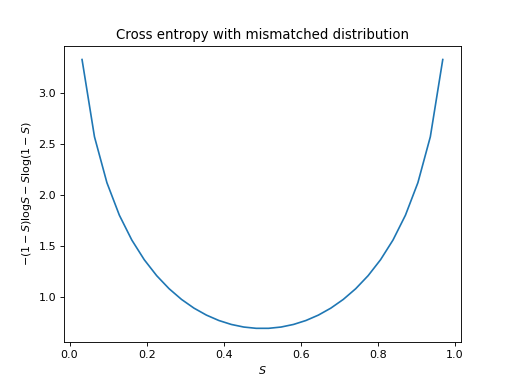 Cross entropy with mismatched distribution
−(1 − S)logS − Slog(1 − S)
3.0
2.5
2.0
1.5
1.0
0.0 0.2 0.4 0.6 0.8 1.0
S